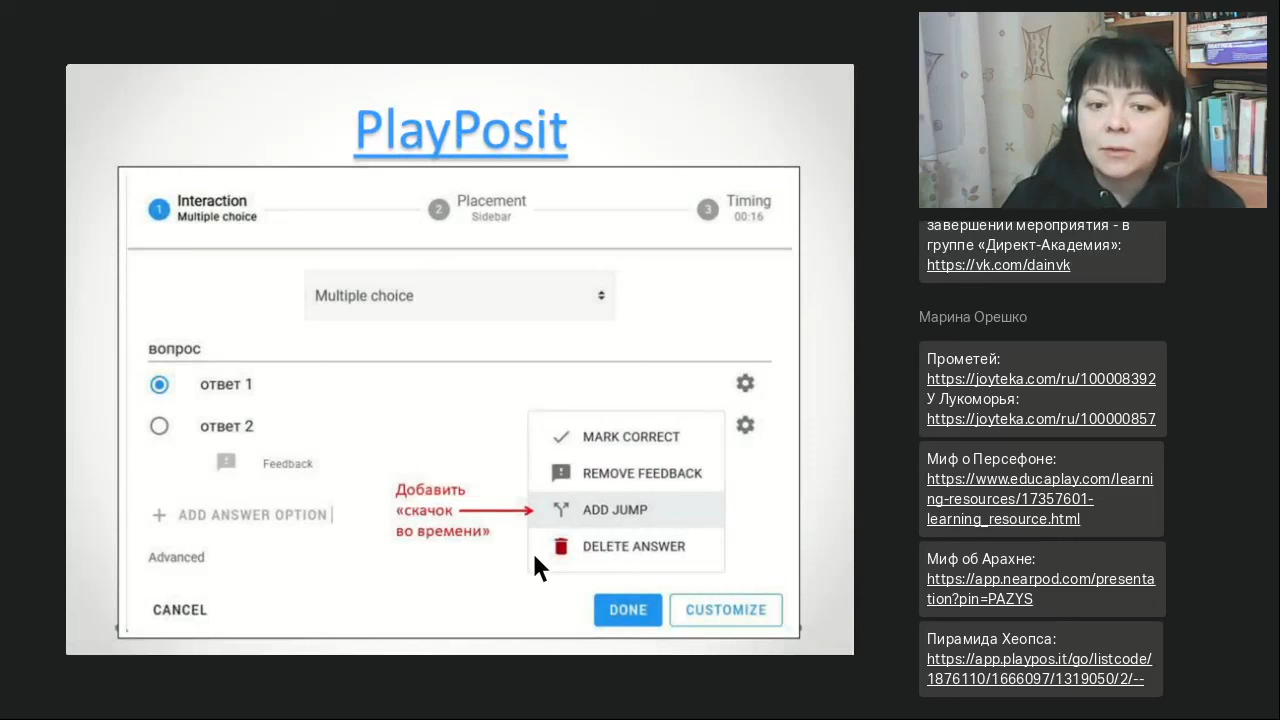 PlayPosit
1
Interaction
Multiple choice
2
Placement
Sidebar
3
Timing
00:16
Multiple choice
вопрос
ответ 1
ответ 2
Feedback
ADD ANSWER OPTION
Advanced
CANCEL
MARK CORRECT
REMOVE FEEDBACK
ADD JUMP
DELETE ANSWER
Добавить
«скачок
во времени»
DONE
CUSTOMIZE
завершении мероприятия - в
группе «Директ-Академия»:
https://vk.com/dainvk
Марина Орешко
Прометей:
https://joyteka.com/ru/100008392
У Лукоморья:
https://joyteka.com/ru/100000857
Миф о Персефоне:
https://www.educaplay.com/learni
ng-resources/17357601-
learning_resource.html
Миф об Арахне:
https://app.nearpod.com/presenta
tion?pin=PAZYS
Пирамида Хеопса:
https://app.playpos.it/go/listcode/
1876110/1666097/1319050/2/--